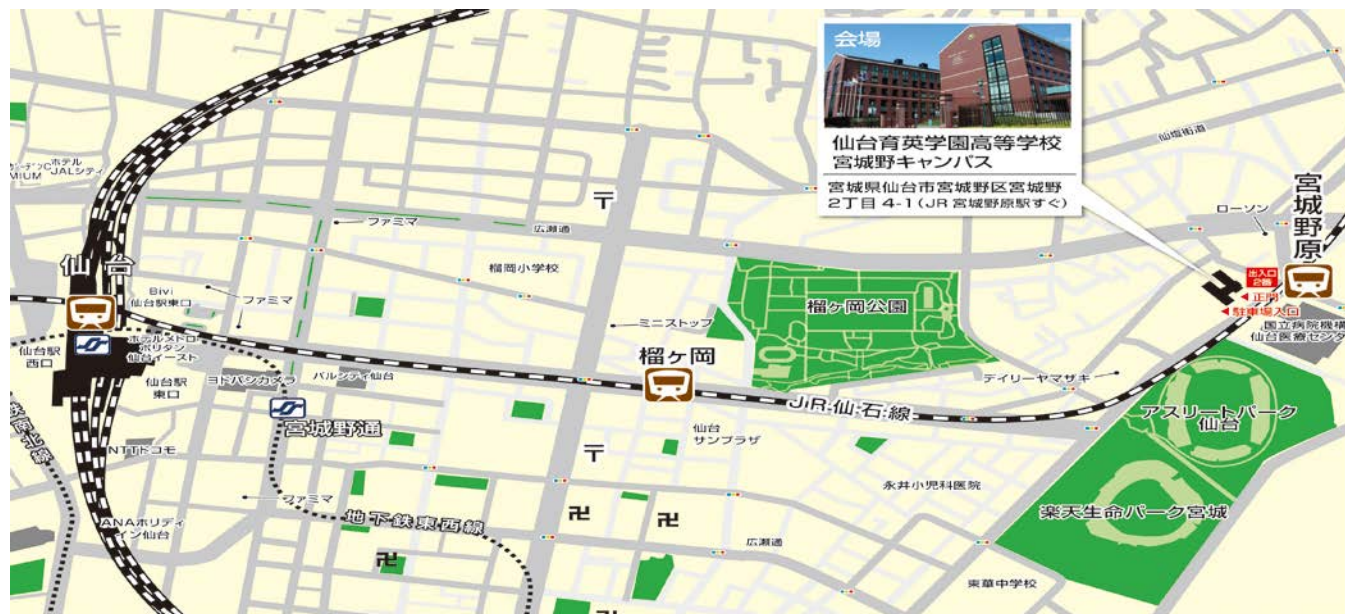 会場
仙台育英学園高等学校
宮城野キャンパス
宮城県仙台市宮城野区宮城野
2丁目 4-1(JR 宮城野原駅すぐ)
仙塩街道
宮城野原
ローソン
出入口
2番
正門
駐車場入口
国立病院機構
仙台医療センタ
ホテル
JALシティ
MIUM
ファミマ
広瀬通
榴岡小学校
仙台
Bivi
仙台駅東口
ファミマ
ミニストップ
榴ヶ岡公園
仙台駅
西口
ホテルメトロ
ポリタン
仙台イースト
仙台駅
東口
ヨドバシカメラ
パルシティ仙台
榴ヶ岡
デイリーヤマザキ
JR仙石線
アスリートパーク
仙台
宮城野通
仙台
サンプラザ
NTTドコモ
永井小児科医院
ファミマ
地下鉄東西線
楽天生命パーク宮城
ANAホリディ
イン仙台
広瀬通
東華中学校